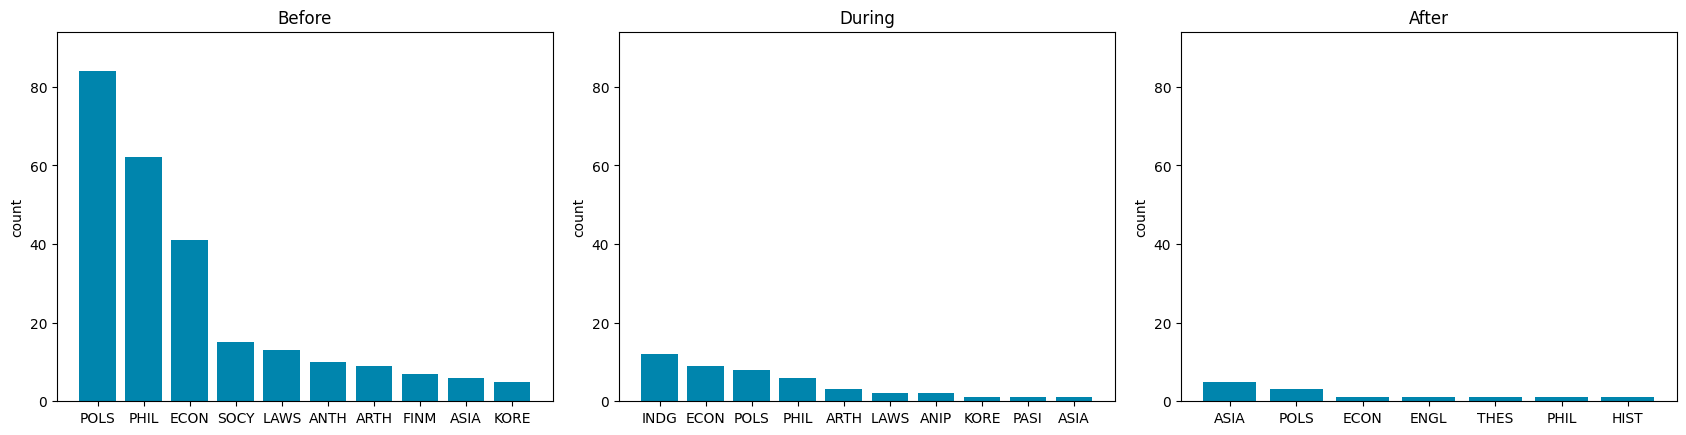 Before
count
80
60
40
20
0
POLS PHIL ECON SOCY LAWS ANTH ARTH FINM ASIA KORE
During
count
80
60
40
20
0
INDG ECON POLS PHIL ARTH LAWS ANIP KORE PASI ASIA
After
count
80
60
40
20
0
ASIA POLS ECON ENGL THES PHIL HIST